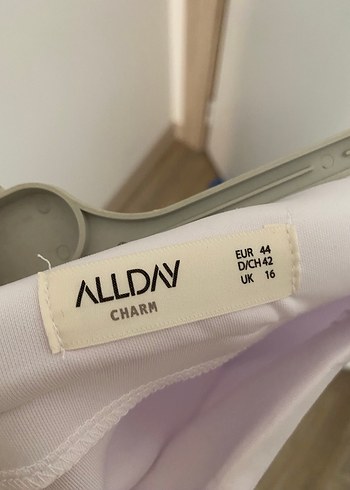 ALLDAY
CHARM
EUR 44
D/CH 42
UK 16